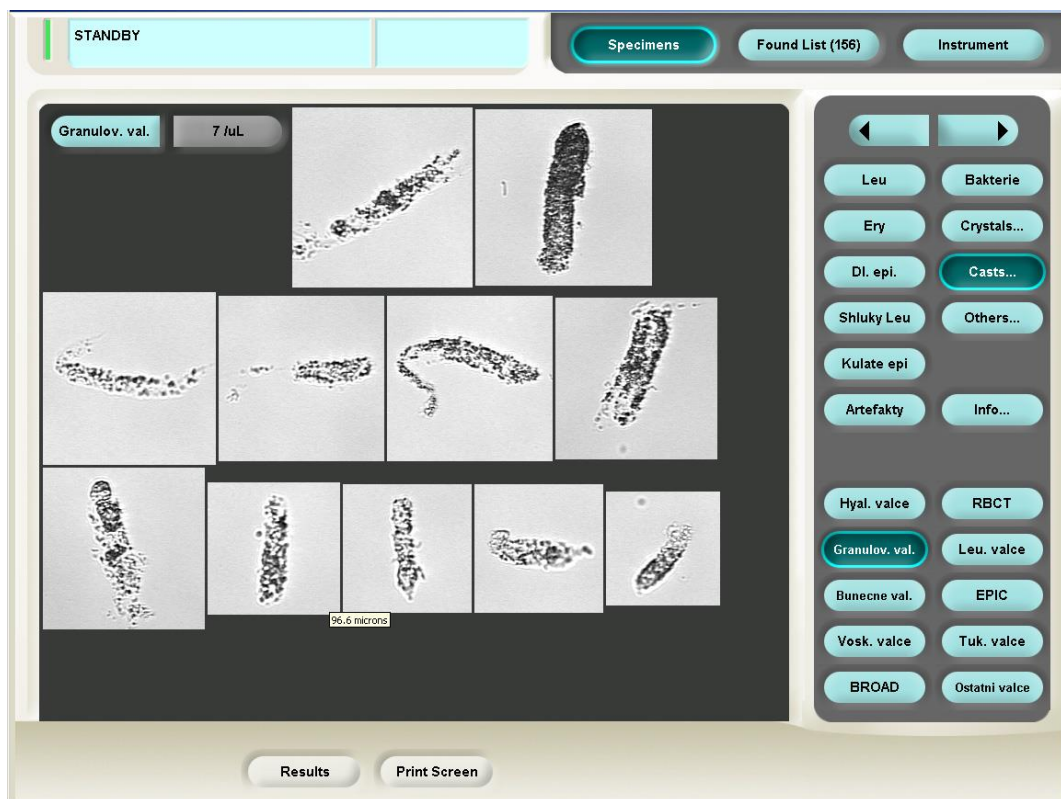 STANDBY
Specimens
Found List (156)
Instrument
Granulov. val.
7 /uL
Leu
Bakterie
Ery
Crystals...
Dl. epi.
Casts...
Shluky Leu
Others...
Kulate epi
Artefakty
Info...
Hyal. valce
RBCT
Granulov. val.
Leu. valce
Bunecne val.
EPIC
Vosk. valce
Tuk. valce
BROAD
Ostatni valce
96.6 microns
Results
Print Screen